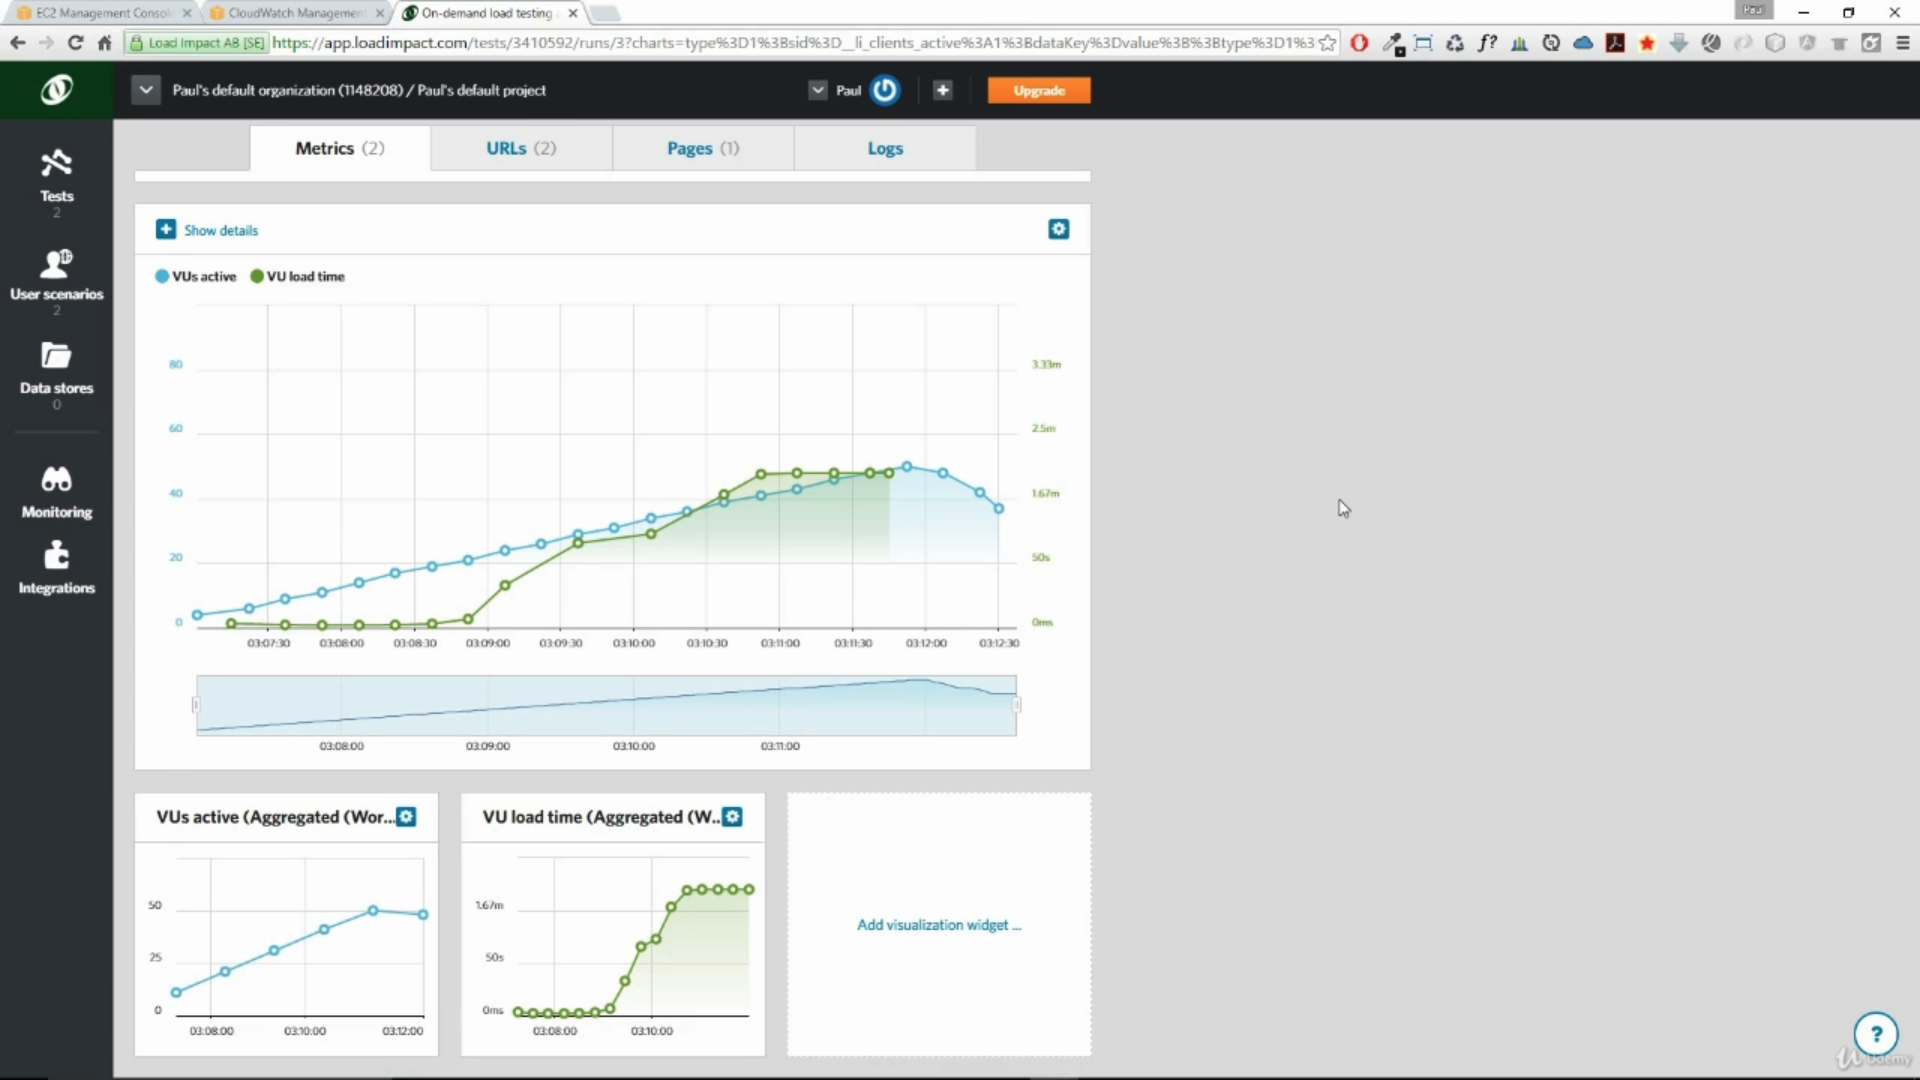 EC2 Management Consol
CloudWatch Management
On-demand load testing
Paul
Load Impact AB [SE]
https://app.loadimpact.com/tests/3410592/runs/3?charts=type%3D1%3Bsid%3D__li_clients_active%3A1%3BdataKey%3Dvalue%3B%3Btype%3D1%3
f?
Paul's default organization (1148208) / Paul's default project
Paul
Upgrade
Tests
2
User scenarios
2
Data stores
0
Monitoring
Integrations
Metrics (2)
URLs (2)
Pages (1)
Logs
Show details
VUs active
VU load time
80
60
40
20
0
3.33m
2.5m
1.67m
50s
0ms
03:07:30
03:08:00
03:08:30
03:09:00
03:09:30
03:10:00
03:10:30
03:11:00
03:11:30
03:12:00
03:12:30
03:08:00
03:09:00
03:10:00
03:11:00
VUs active (Aggregated (Wor...
50
25
0
03:08:00
03:10:00
03:12:00
VU load time (Aggregated (W..
1.67m
50s
0ms
03:08:00
03:10:00
Add visualization widget ...
?
Udemy